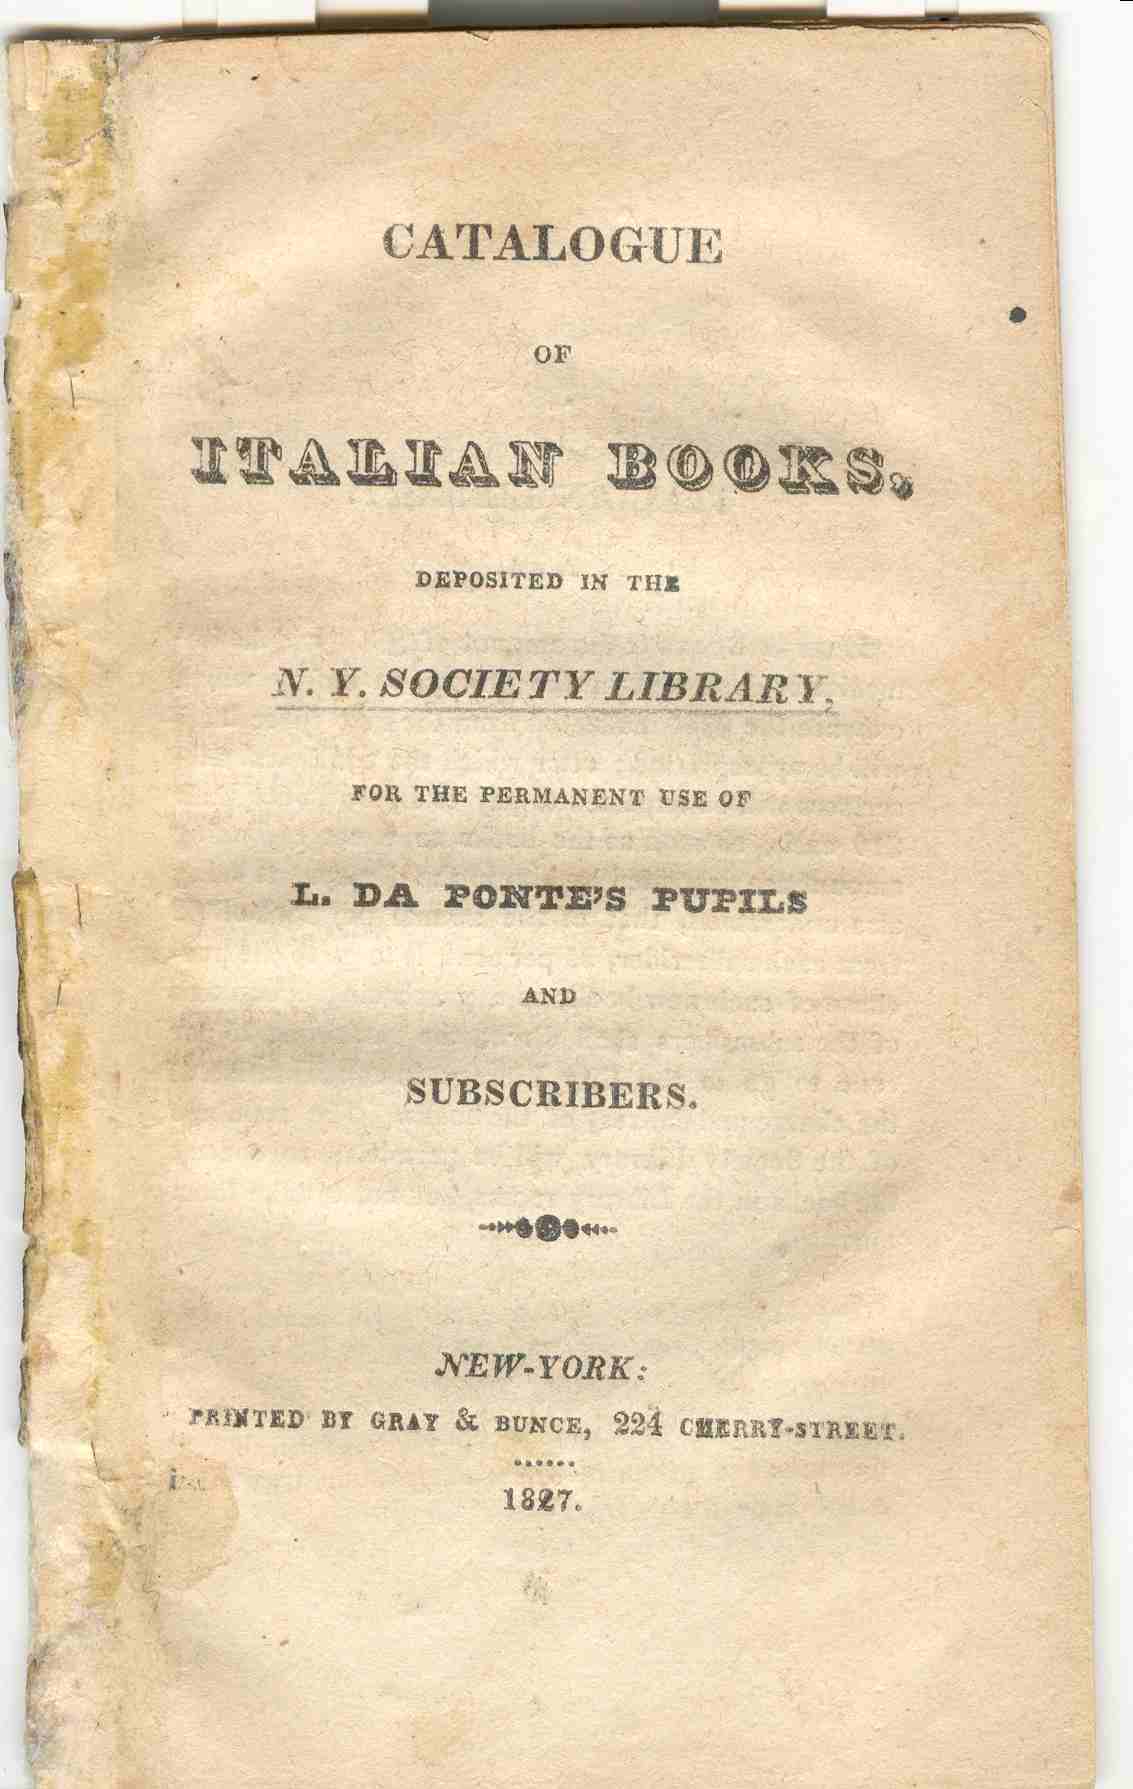 CATALOGUE
OF
ITALIAN BOOKS,
DEPOSITED IN THE
N. Y. SOCIETY LIBRARY,
FOR THE PERMANENT USE OF
L. DA PONTE'S PUPILS
AND
SUBSCRIBERS.
NEW-YORK:
PRINTED BY GRAY & BUNCE, 224 CHERRY-STREET.
1827.